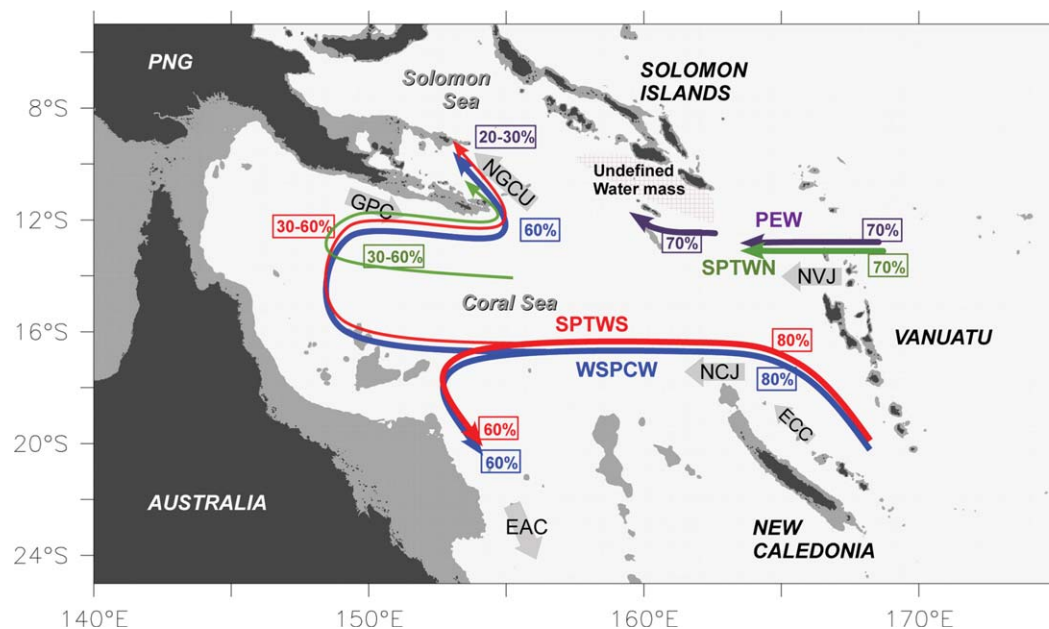 PNG
Solomon
Sea
SOLOMON
ISLANDS
8°S
20-30%
NGCU
Undefined
Water mass
GPC
12°S
30-60%
60%
PEW
70%
70%
30-60%
SPTWN
70%
NVJ
Coral Sea
16°S
SPTWS
80%
VANUATU
WSPCW
NCJ
80%
ECC
20°S
60%
60%
AUSTRALIA
EAC
NEW
CALEDONIA
24°S
140°E
150°E
160°E
170°E